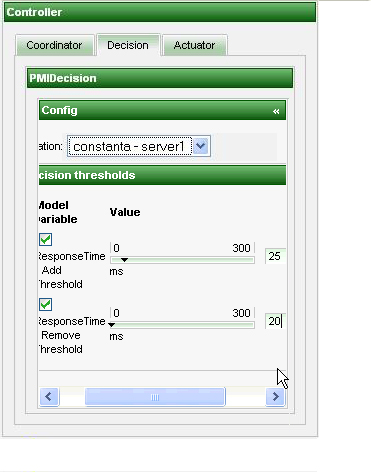 Controller
Coordinator Decision Actuator
PMIDecision
Config «
ation: constanta - server1
cision thresholds
Model Variable Value
ResponseTime Add Threshold 0 300 ms 25
ResponseTime Remove Threshold 0 300 ms 20